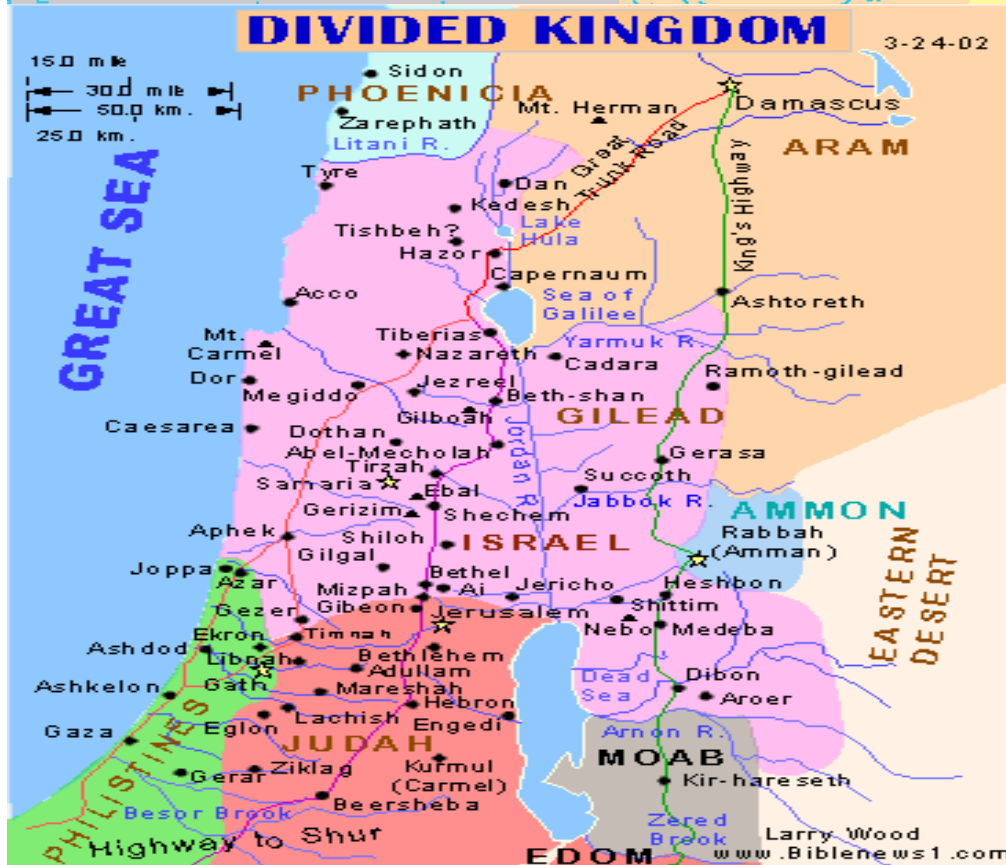 DIVIDED KINGDOM
3-24-02
15.0 mile
30.0 mile
50.0 km.
25.0 km.
Sidon
PHOENICIA
Mt. Herman
Damascus
Zarephath
Litani R.
Great
Trunk Road
King's Highway
ARAM
GREAT SEA
Tyre
Dan
Kedesh
Lake
Hula
Tishbeh?
Hazor
Capernaum
Acco
Sea of
Galilee
Ashtoreth
Mt.
Carmel
Tiberias
Yarmuk R.
Nazareth
Cadara
Dor
Megiddo
Jezreel
Ramoth-gilead
Beth-shan
Gilboah
GILEAD
Caesarea
Dothan
Abel-Mecholah
Jordan R.
Gerasa
Tirzah
Samaria
Ebal
Succoth
Jabbok R.
AMMON
Gerizim
Shechem
Rabbah
(Amman)
Aphek
Shiloh
ISRAEL
Gilgal
EASTERN
DESERT
Joppa
Azar
Bethel
Mizpah
Ai
Jericho
Heshbon
Gezer
Gibeon
Jerusalem
Shittim
Nebo
Medeba
Ekron
Timnah
Ashdod
Libnah
Bethlehem
Adullam
Gath
Dead
Sea
Dibon
Ashkelon
Mareshah
Hebron
Aroer
Lachish
Engedi
Gaza
Eglon
JUDAH
Arnon R.
MOAB
PHILISTINES
Gerar
Ziklag
Kurmul
(Carmel)
Kir-hareseth
Beersheba
Besor Brook
Zered
Brook
Highway to Shur
Larry Wood
EDOM
www.Biblenews1.com